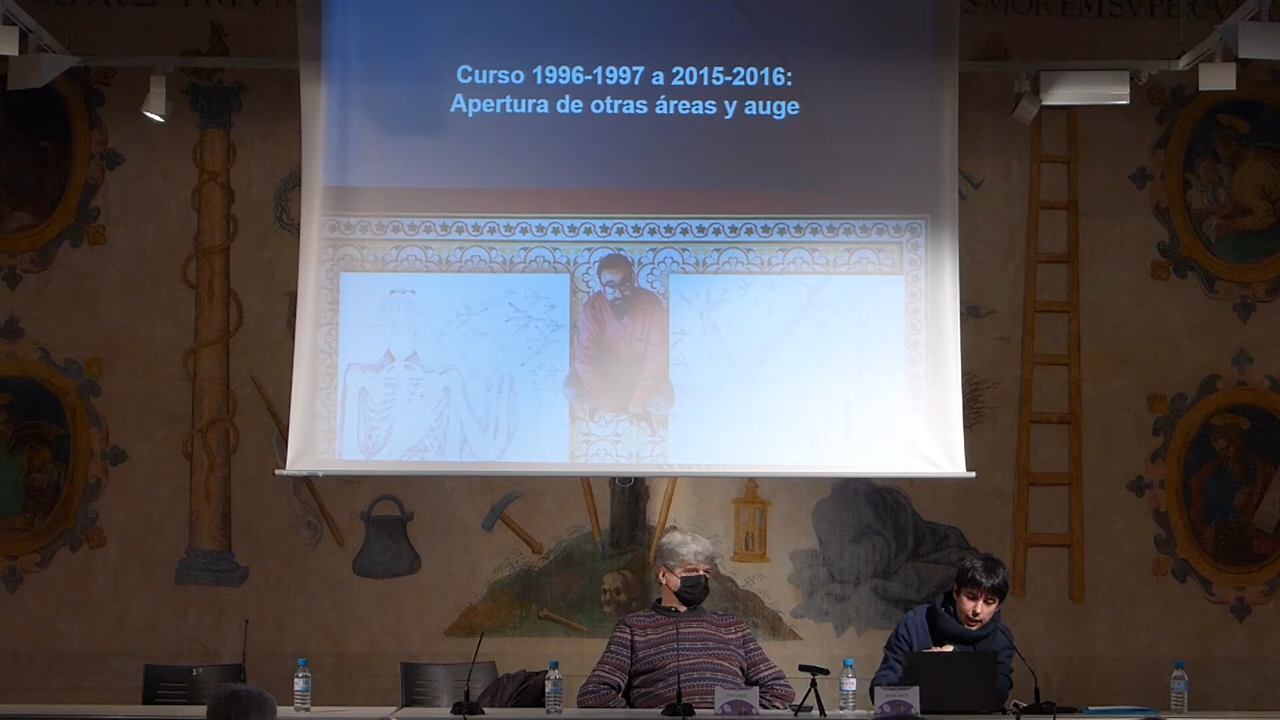 Curso 1996-1997 a 2015-2016:
Apertura de otras áreas y auge